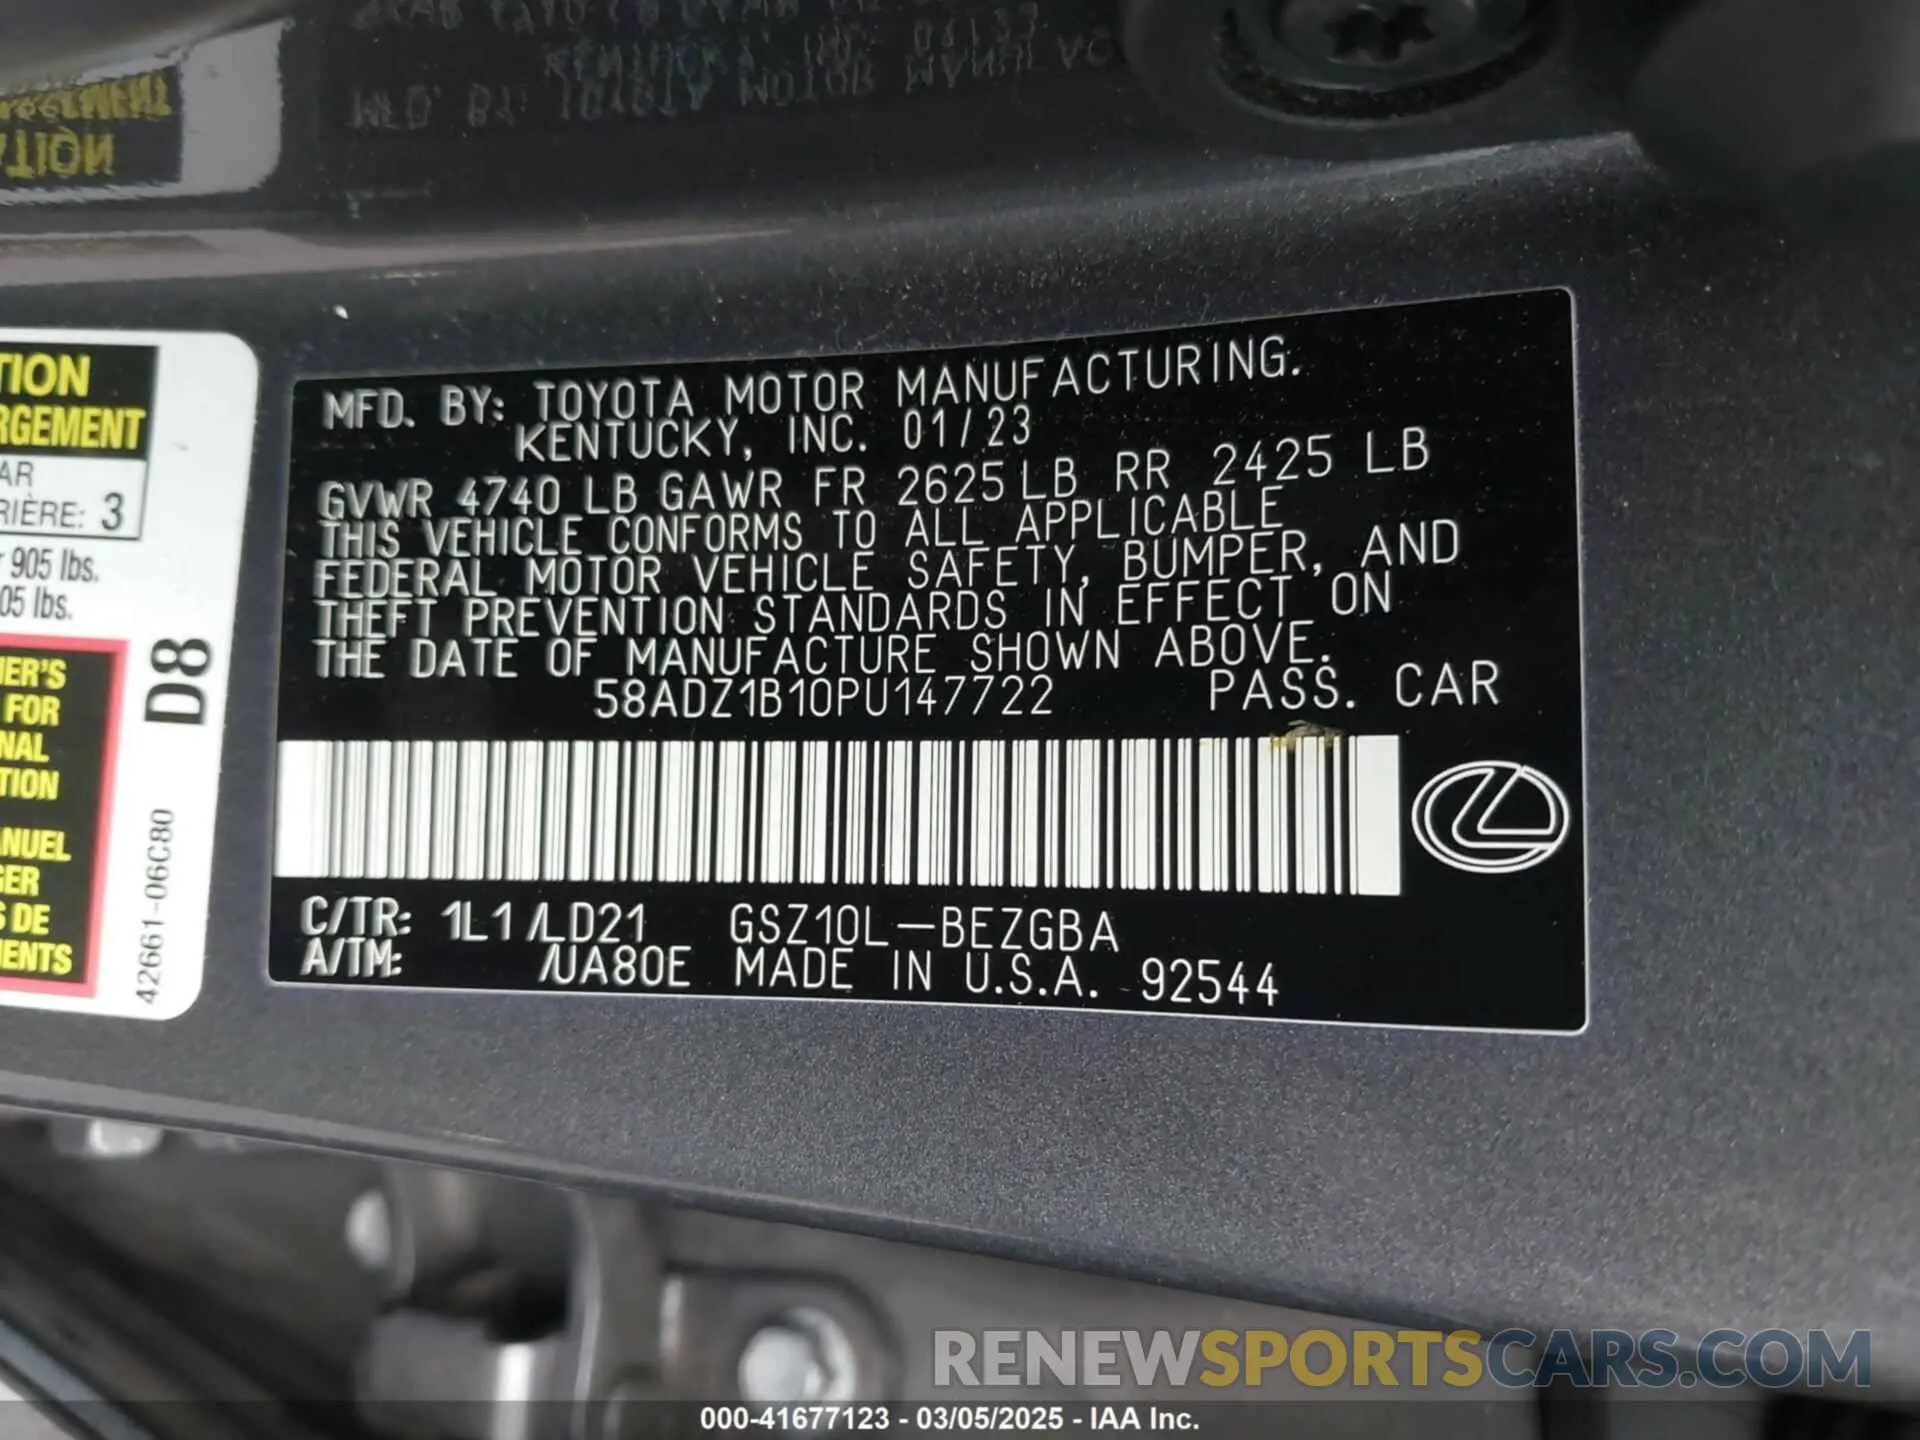 TION
RGEMENT
AR
RIÈRE: 3
905 lbs.
05 lbs.
FOR
TION
DE
D8
42661-06C80
MFD. BY: TOYOTA MOTOR MANUFACTURING.
KENTUCKY, INC. 01/23
GVWR 4740 LB GAWR FR 2625 LB RR 2425 LB
THIS VEHICLE CONFORMS TO ALL APPLICABLE
FEDERAL MOTOR VEHICLE SAFETY, BUMPER, AND
THEFT PREVENTION STANDARDS IN EFFECT ON
THE DATE OF MANUFACTURE SHOWN ABOVE.
58ADZ1B10PU147722 PASS. CAR
C/TR: 1L1 /LD21 GSZ10L-BEZGBA
A/TM: /UA80E MADE IN U.S.A. 92544
RENEWSPORTSCARS.COM
000-41677123 - 03/05/2025 - IAA Inc.